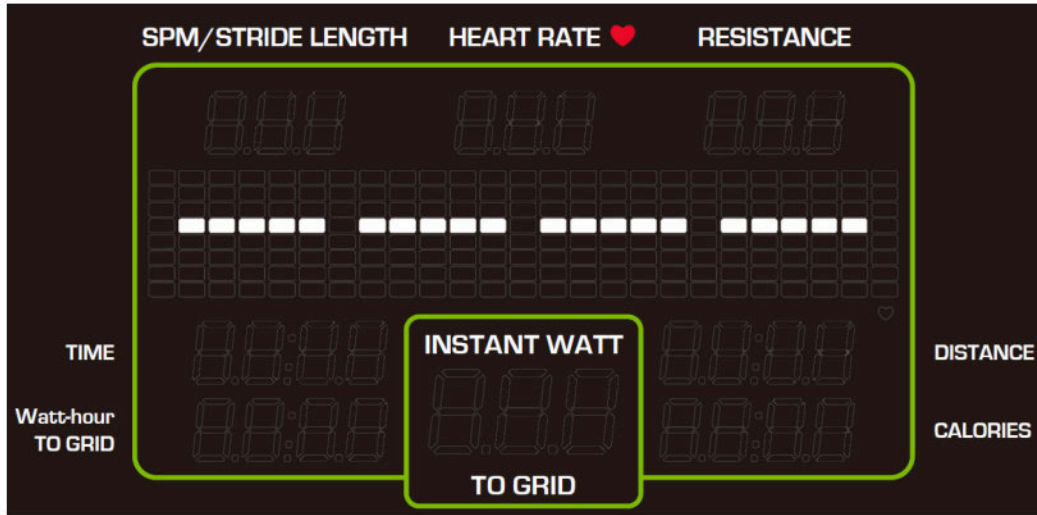 SPM/STRIDE LENGTH HEART RATE RESISTANCE
INSTANT WATT
TIME
DISTANCE
Watt-hour
TO GRID
CALORIES
TO GRID